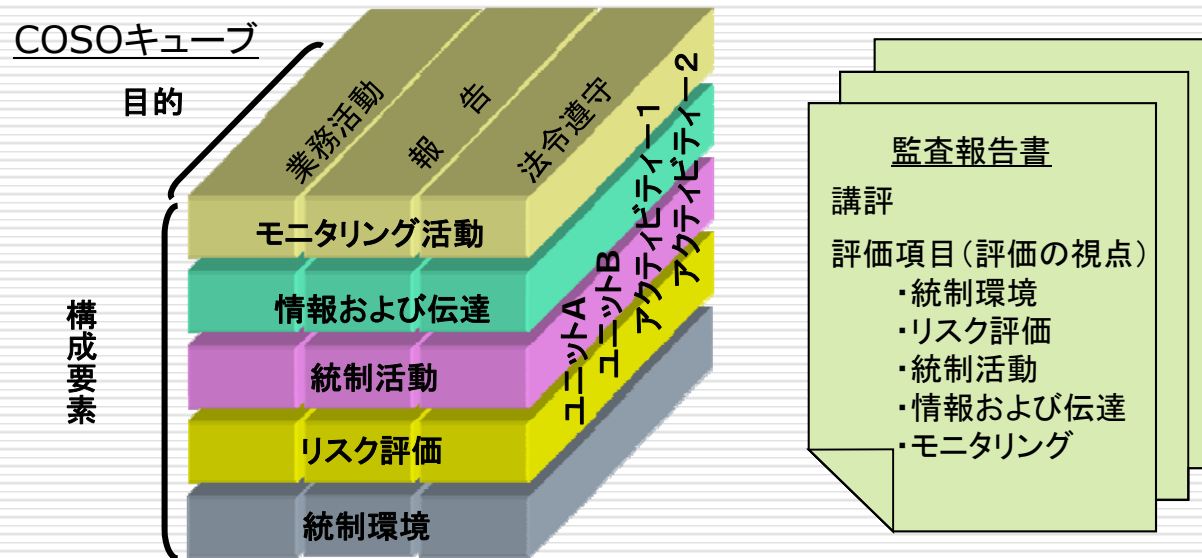 COSOキューブ
目的
業務活動
報告
法令遵守
モニタリング活動
情報および伝達
統制活動
リスク評価
統制環境
構成要素
ユニットA
ユニットB
アクティビティー1
アクティビティー2
監査報告書
講評
評価項目(評価の視点)
・統制環境
・リスク評価
・統制活動
・情報および伝達
・モニタリング